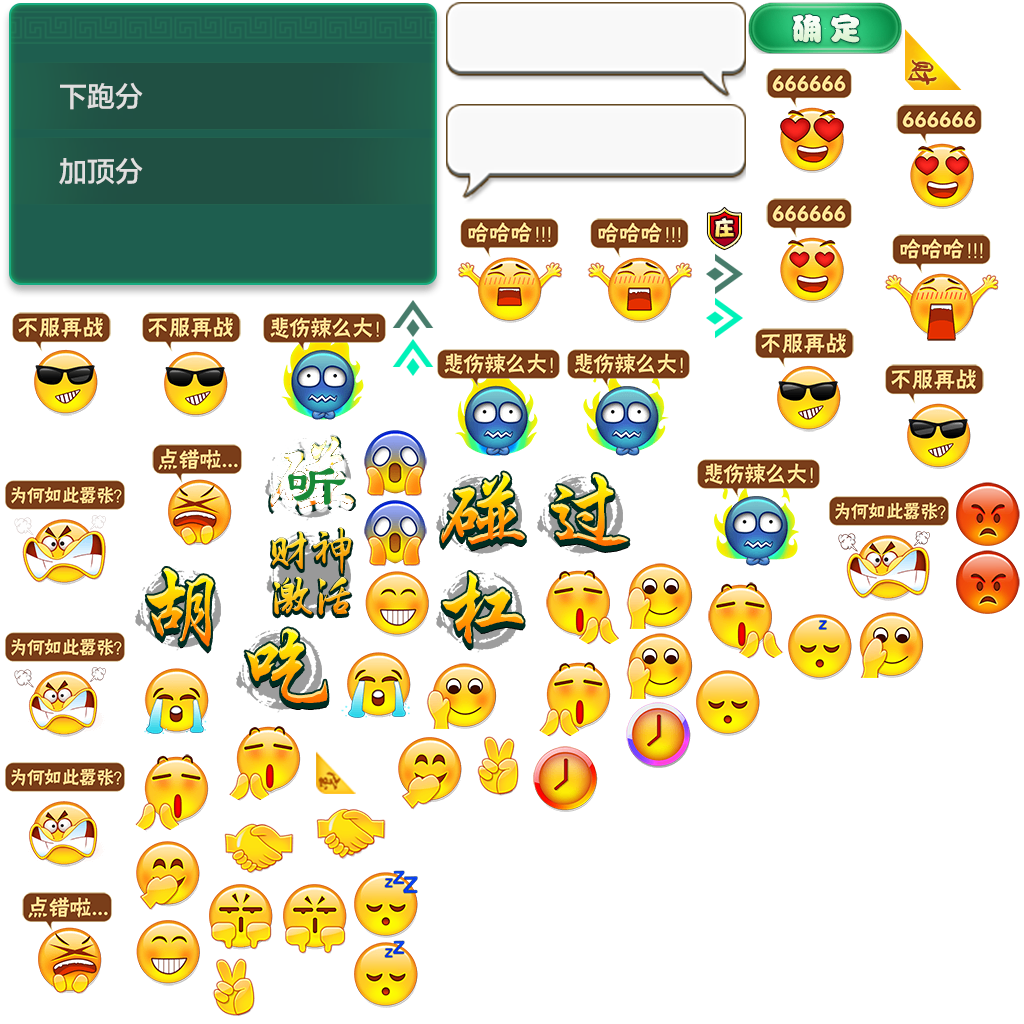 下跑分
加顶分
确定
财
666666
666666
666666
哈哈哈!!!
哈哈哈!!!
庄
哈哈哈!!!
不服再战
不服再战
悲伤辣么大!
不服再战
悲伤辣么大!
悲伤辣么大!
不服再战
点错啦...
听
悲伤辣么大!
为何如此嚣张?
碰
过
为何如此嚣张?
财神
激活
胡
杠
吃
为何如此嚣张?
z
为何如此嚣张?
财
zzz
点错啦...
zz